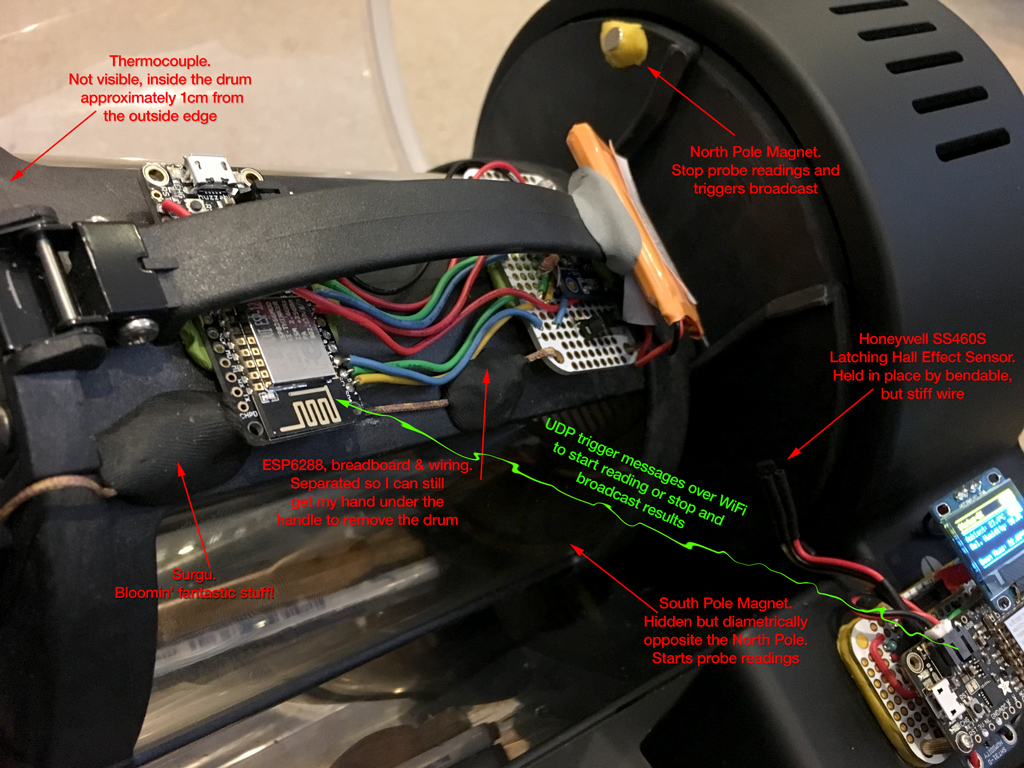 Thermocouple.
Not visible, inside the drum
approximately 1cm from
the outside edge
North Pole Magnet.
Stop probe readings and
triggers broadcast
Honeywell SS460S
Latching Hall Effect Sensor.
Held in place by bendable,
but stiff wire
UDP trigger messages over WiFi
to start reading or stop and
broadcast results
ESP6288, breadboard & wiring.
Separated so I can still
get my hand under the
handle to remove the drum
Surgu.
Bloomin' fantastic stuff!
South Pole Magnet.
Hidden but diametrically
opposite the North Pole.
Starts probe readings
CHPD